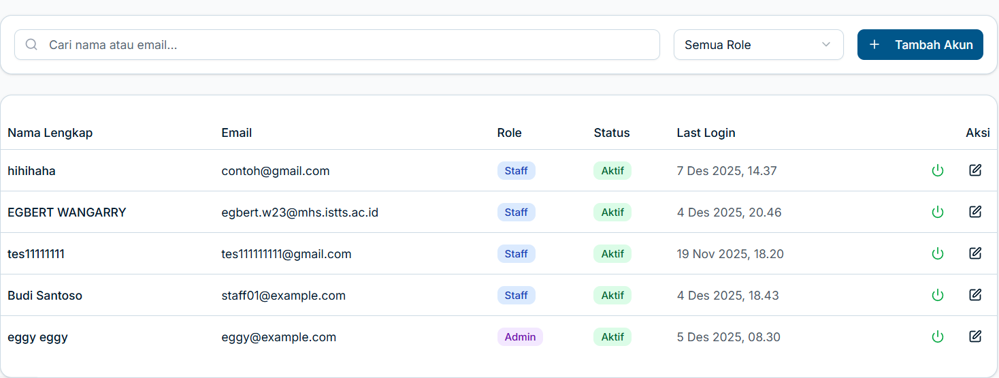 Cari nama atau email... Semua Role Tambah Akun
Nama Lengkap Email Role Status Last Login Aksi
hihihaha contoh@gmail.com Staff Aktif 7 Des 2025, 14.37
EGBERT WANGARRY egbert.w23@mhs.istts.ac.id Staff Aktif 4 Des 2025, 20.46
tes11111111 tes111111111@gmail.com Staff Aktif 19 Nov 2025, 18.20
Budi Santoso staff01@example.com Staff Aktif 4 Des 2025, 18.43
eggy eggy eggy@example.com Admin Aktif 5 Des 2025, 08.30